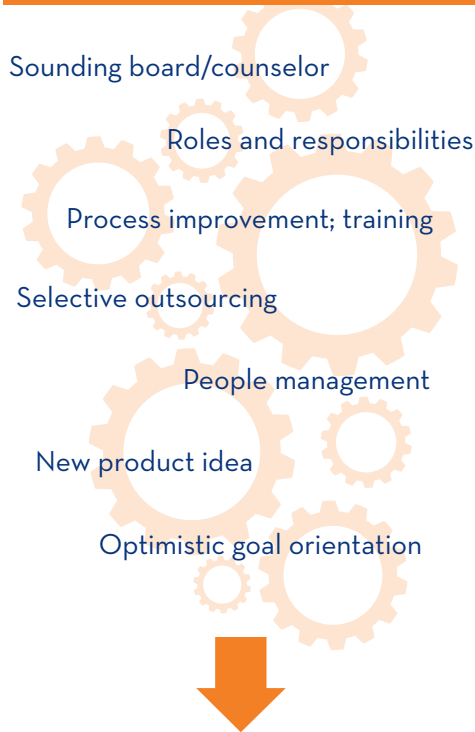 Sounding board/counselor
Roles and responsibilities
Process improvement; training
Selective outsourcing
People management
New product idea
Optimistic goal orientation